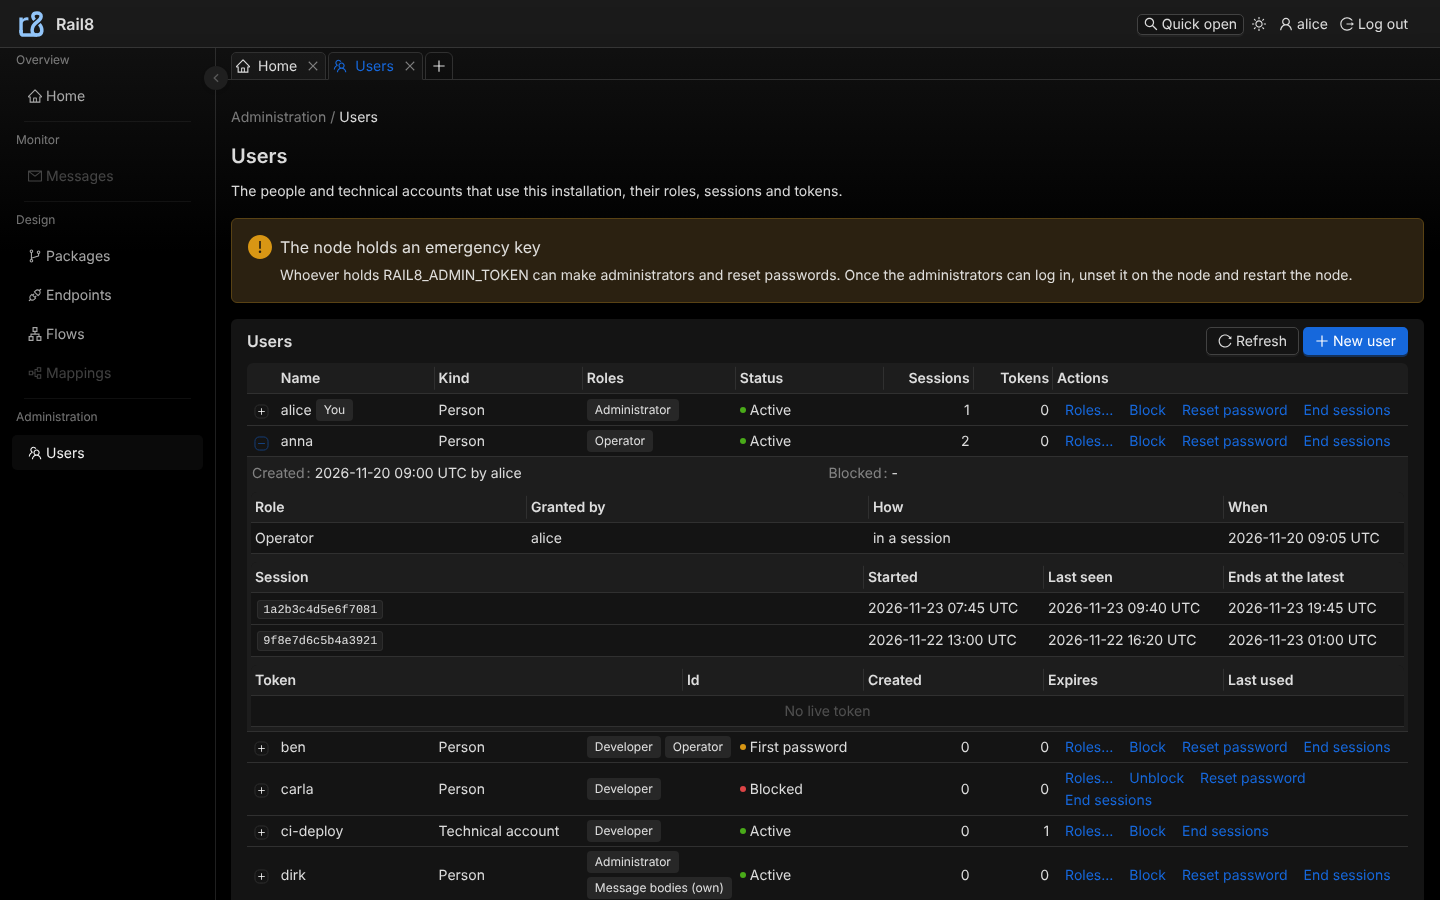 r8 Rail8 Quick open alice Log out
Overview
Home
Monitor
Messages
Design
Packages
Endpoints
Flows
Mappings
Administration
Users
Home Users
Administration / Users
Users
The people and technical accounts that use this installation, their roles, sessions and tokens.
The node holds an emergency key
Whoever holds RAIL8_ADMIN_TOKEN can make administrators and reset passwords. Once the administrators can log in, unset it on the node and restart the node.
Users Refresh New user
Name Kind Roles Status Sessions Tokens Actions
alice You Person Administrator Active 1 0 Roles... Block Reset password End sessions
anna Person Operator Active 2 0 Roles... Block Reset password End sessions
Created: 2026-11-20 09:00 UTC by alice Blocked: -
Role Granted by How When
Operator alice in a session 2026-11-20 09:05 UTC
Session Started Last seen Ends at the latest
1a2b3c4d5e6f7081 2026-11-23 07:45 UTC 2026-11-23 09:40 UTC 2026-11-23 19:45 UTC
9f8e7d6c5b4a3921 2026-11-22 13:00 UTC 2026-11-22 16:20 UTC 2026-11-23 01:00 UTC
Token Id Created Expires Last used
No live token
ben Person Developer Operator First password 0 0 Roles... Block Reset password End sessions
carla Person Developer Blocked 0 0 Roles... Unblock Reset password
End sessions
ci-deploy Technical account Developer Active 0 1 Roles... Block End sessions
dirk Person Administrator Active 0 0 Roles... Block Reset password End sessions
Message bodies (own)